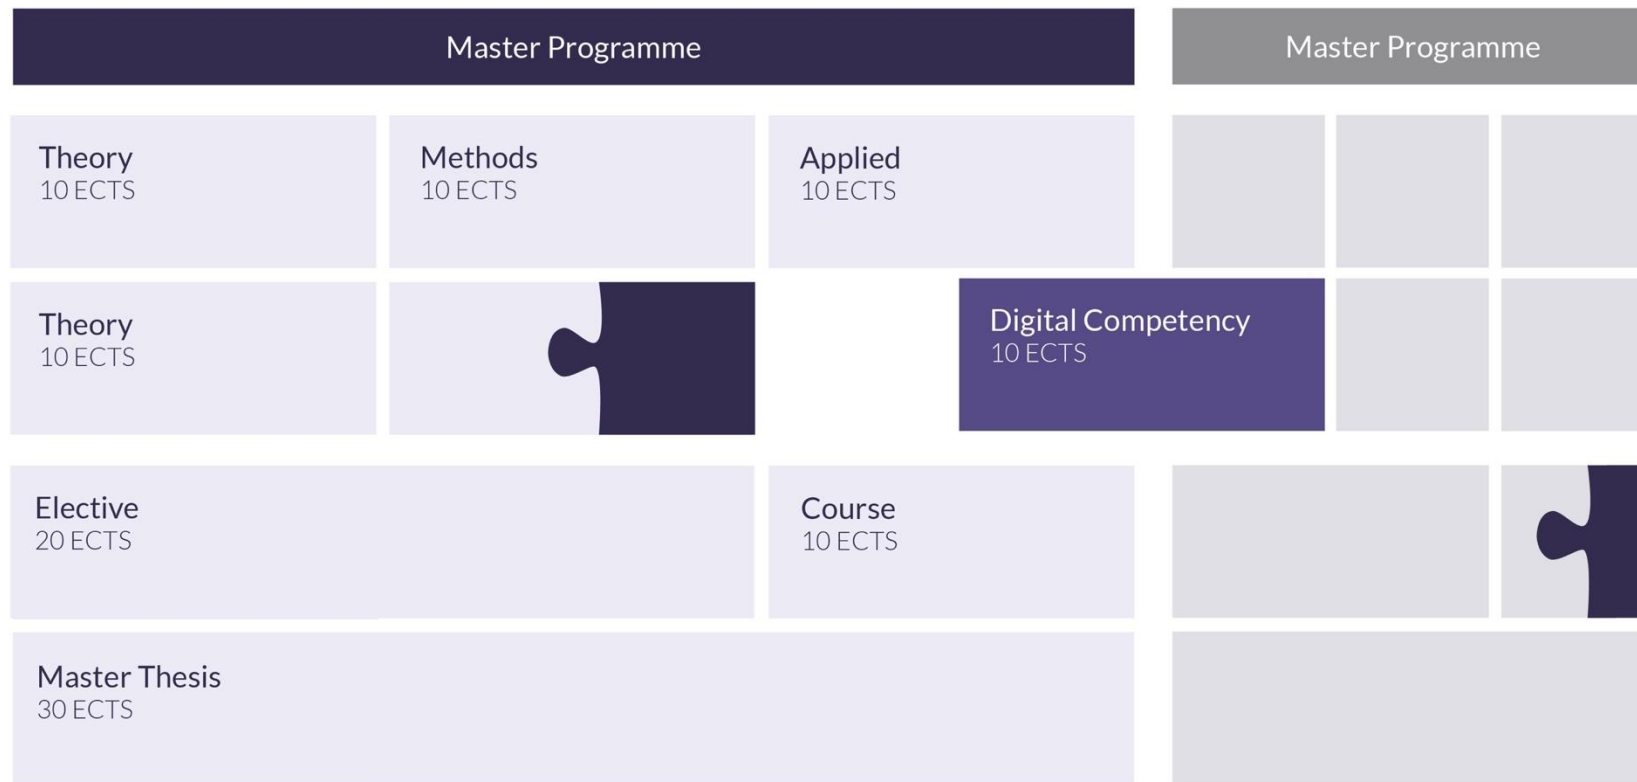 Master Programme
Master Programme
Theory
10 ECTS
Methods
10 ECTS
Applied
10 ECTS
Theory
10 ECTS
Digital Competency
10 ECTS
Elective
20 ECTS
Course
10 ECTS
Master Thesis
30 ECTS